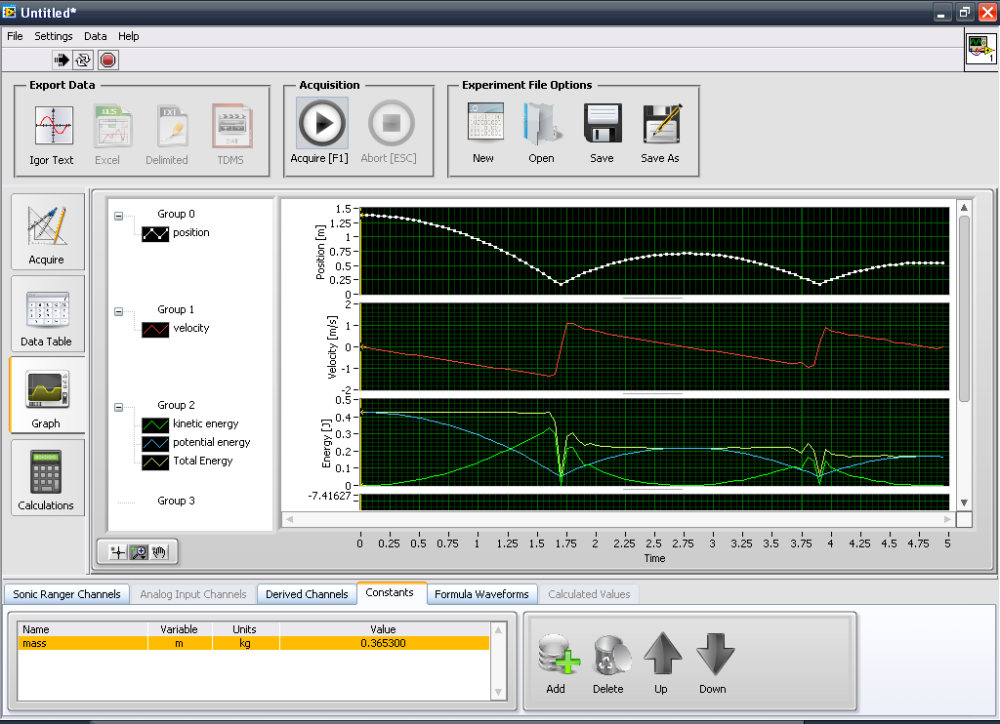 Untitled*
File Settings Data Help
1
Export Data
Acquisition
Experiment File Options
XLS
TXT
DAT
Igor Text Excel Delimited TDMS
Acquire [F1] Abort [ESC]
New Open Save Save As
Acquire
Data Table
Graph
Calculations
Group 0
position
Group 1
velocity
Group 2
kinetic energy
potential energy
Total Energy
Group 3
Position [m]
1.5
1.25
1
0.75
0.5
0.25
0
Velocity [m/s]
2
1
0
-1
-2
Energy [J]
0.5
0.4
0.3
0.2
0.1
0
-7.41627
0 0.25 0.5 0.75 1 1.25 1.5 1.75 2 2.25 2.5 2.75 3 3.25 3.5 3.75 4 4.25 4.5 4.75 5
Time
Sonic Ranger Channels Analog Input Channels Derived Channels Constants Formula Waveforms Calculated Values
Name Variable Units Value
mass m kg 0.365300
Add Delete Up Down